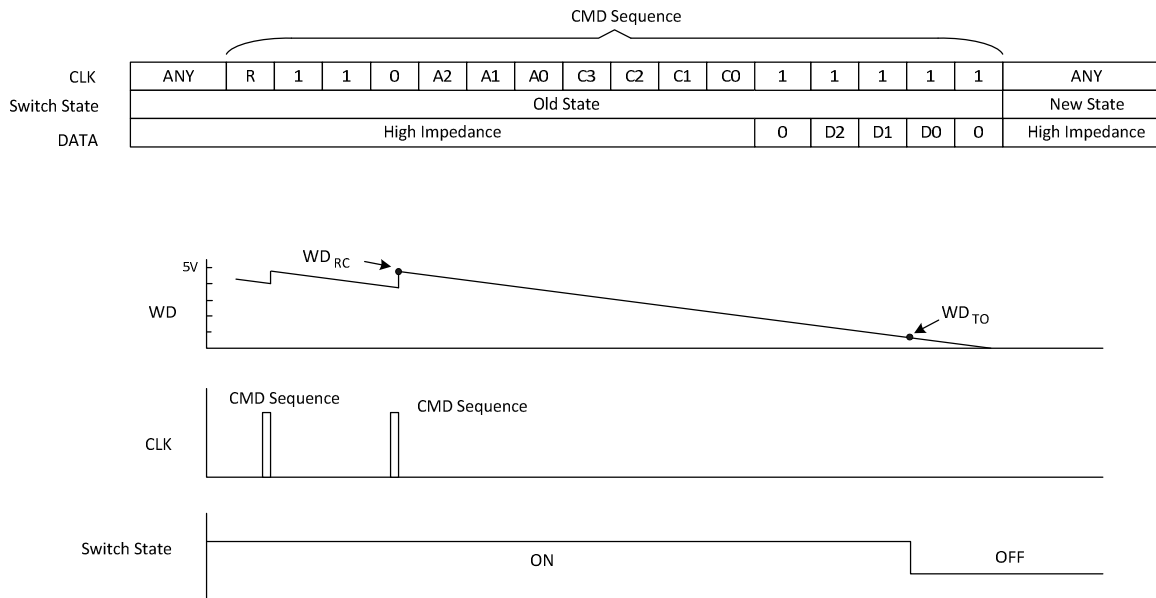 CMD Sequence
CLK ANY R 1 1 0 A2 A1 A0 C3 C2 C1 C0 1 1 1 1 1 ANY
Switch State Old State New State
DATA High Impedance 0 D2 D1 D0 0 High Impedance
5V WD RC
WD WD TO
CMD Sequence CMD Sequence
CLK
Switch State ON OFF